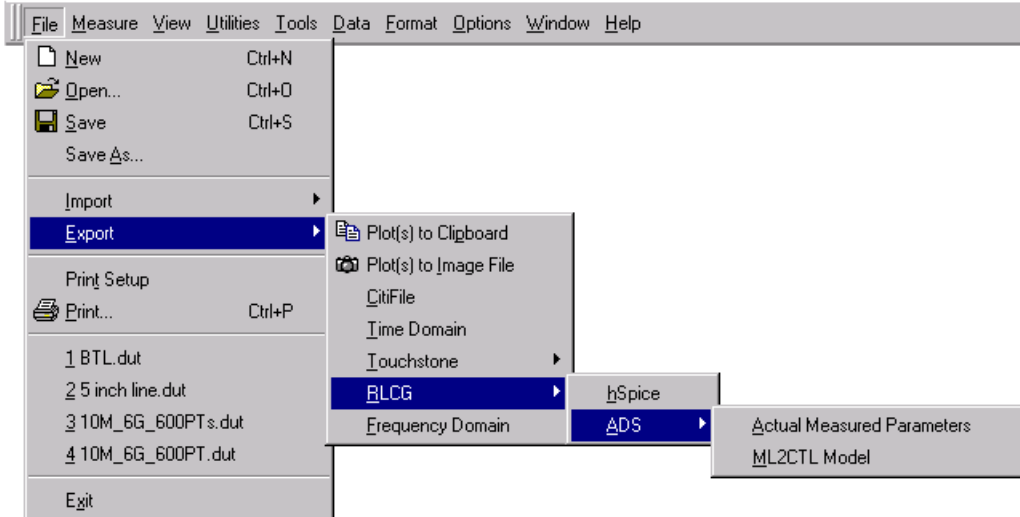 File Measure View Utilities Tools Data Format Options Window Help
New Ctrl+N
Open... Ctrl+O
Save Ctrl+S
Save As...
Import
Export
Print Setup
Print... Ctrl+P
1 BTL.dut
2 5 inch line.dut
3 10M_6G_600PTs.dut
4 10M_6G_600PT.dut
Exit
Plot(s) to Clipboard
Plot(s) to Image File
CitiFile
Time Domain
Touchstone
RLCG
Frequency Domain
hSpice
ADS
Actual Measured Parameters
ML2CTL Model